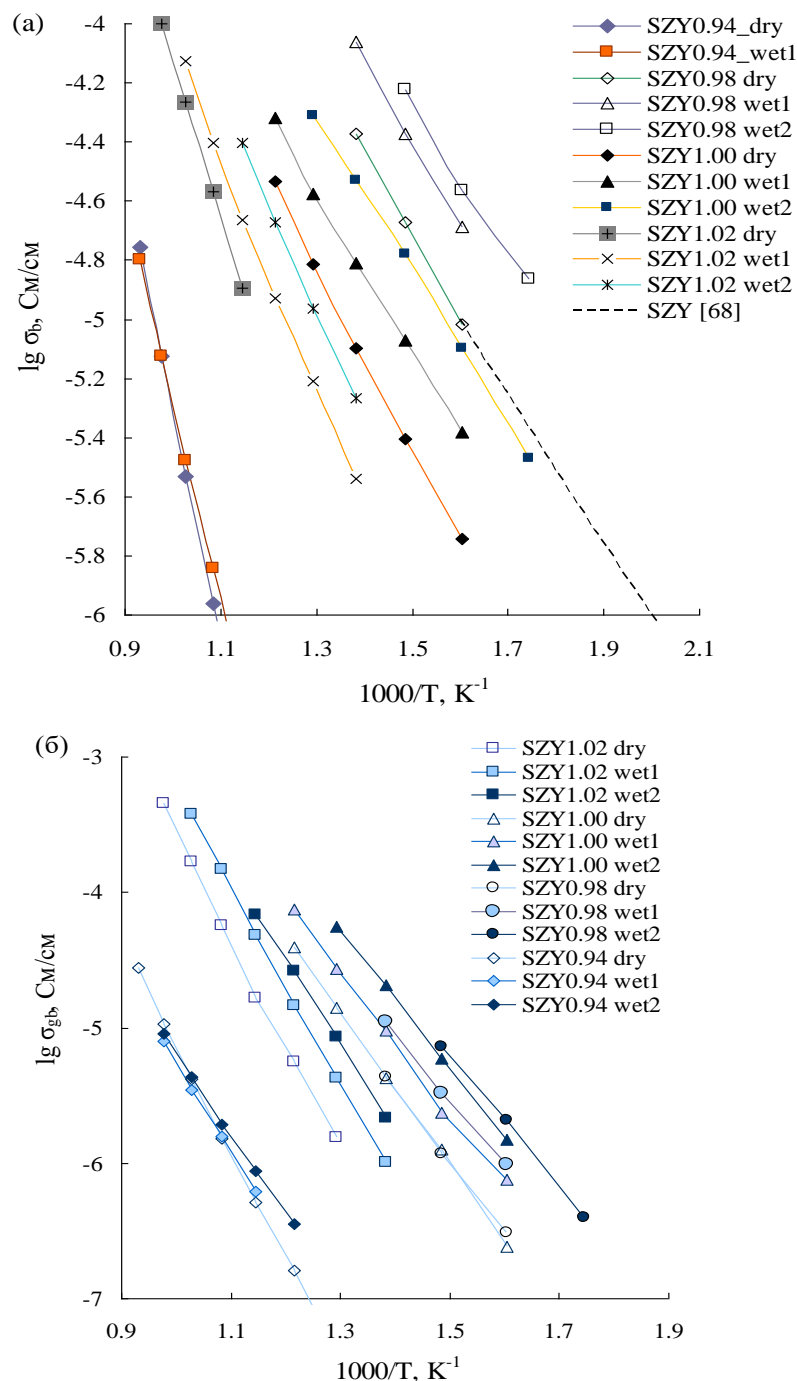 (а)
-4
-4.2
-4.4
-4.6
-4.8
-5
-5.2
-5.4
-5.6
-5.8
-6
lg σb, См/см
0.9 1.1 1.3 1.5 1.7 1.9 2.1
1000/T, K-1
SZY0.94_dry
SZY0.94_wet1
SZY0.98 dry
SZY0.98 wet1
SZY0.98 wet2
SZY1.00 dry
SZY1.00 wet1
SZY1.00 wet2
SZY1.02 dry
SZY1.02 wet1
SZY1.02 wet2
SZY [68]
(б)
-3
-4
-5
-6
-7
lg σgb, См/см
0.9 1.1 1.3 1.5 1.7 1.9
1000/T, K-1
SZY1.02 dry
SZY1.02 wet1
SZY1.02 wet2
SZY1.00 dry
SZY1.00 wet1
SZY1.00 wet2
SZY0.98 dry
SZY0.98 wet1
SZY0.98 wet2
SZY0.94 dry
SZY0.94 wet1
SZY0.94 wet2